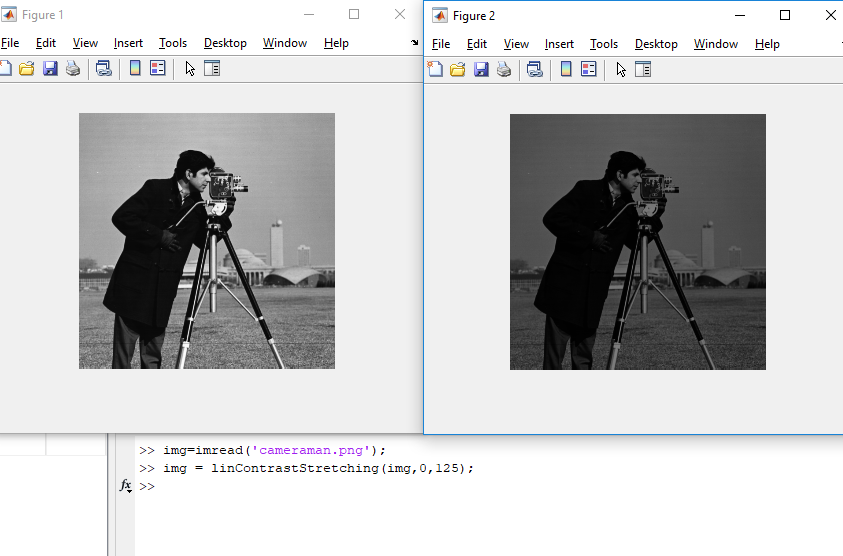 Figure 1
File Edit View Insert Tools Desktop Window Help
Figure 2
File Edit View Insert Tools Desktop Window Help
>> img=imread('cameraman.png');
>> img = linContrastStretching(img,0,125);
fx >>